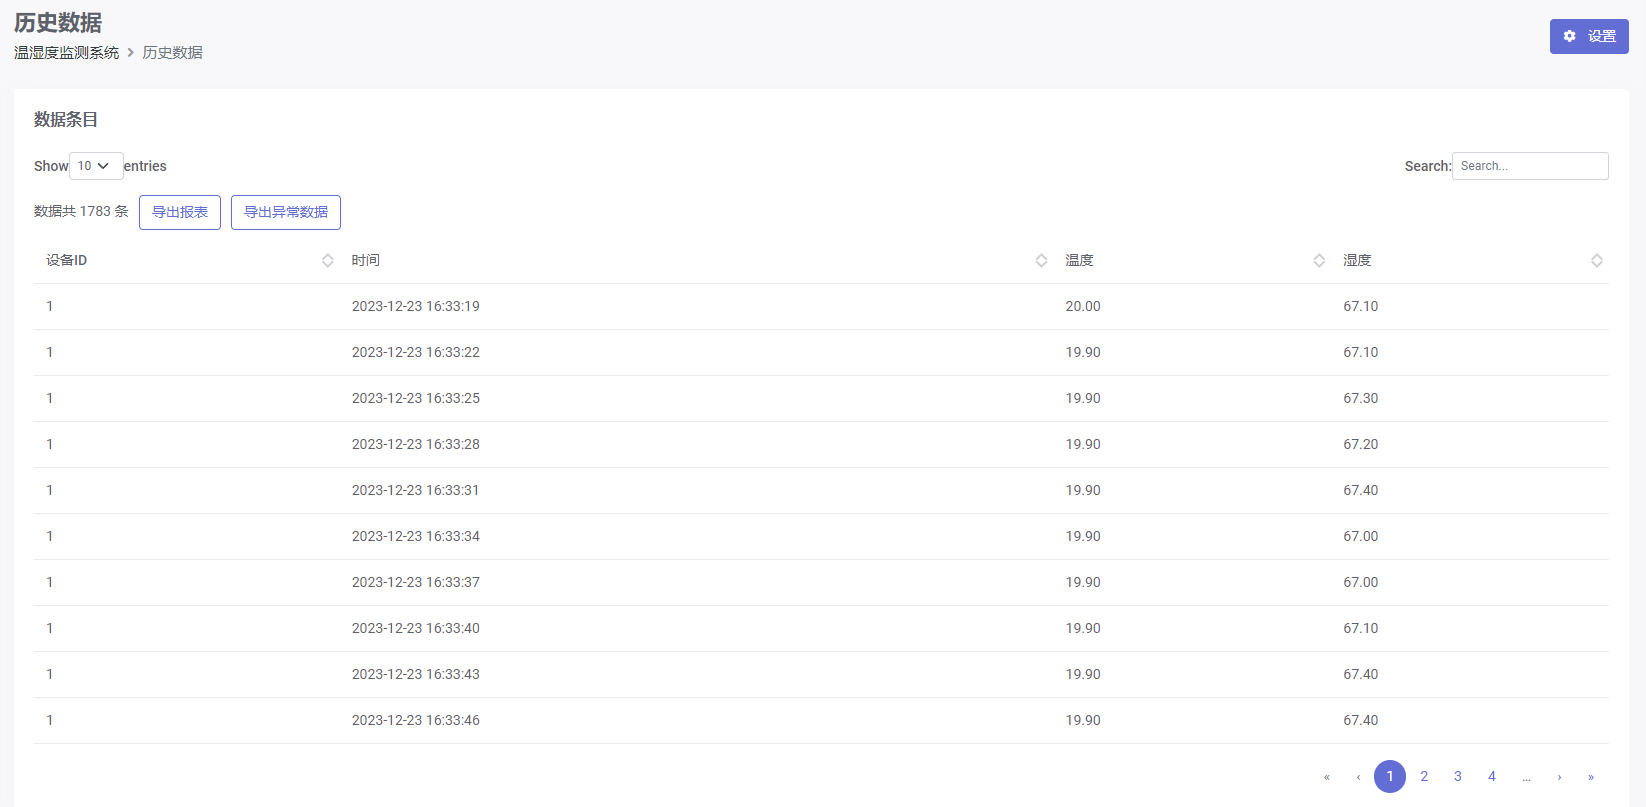 历史数据
设置
温湿度监测系统 > 历史数据
数据条目
Show 10 entries Search: Search...
数据共 1783 条 导出报表 导出异常数据
设备ID 时间 温度 湿度
1 2023-12-23 16:33:19 20.00 67.10
1 2023-12-23 16:33:22 19.90 67.10
1 2023-12-23 16:33:25 19.90 67.30
1 2023-12-23 16:33:28 19.90 67.20
1 2023-12-23 16:33:31 19.90 67.40
1 2023-12-23 16:33:34 19.90 67.00
1 2023-12-23 16:33:37 19.90 67.00
1 2023-12-23 16:33:40 19.90 67.10
1 2023-12-23 16:33:43 19.90 67.40
1 2023-12-23 16:33:46 19.90 67.40
« ‹ 1 2 3 4 ... › »